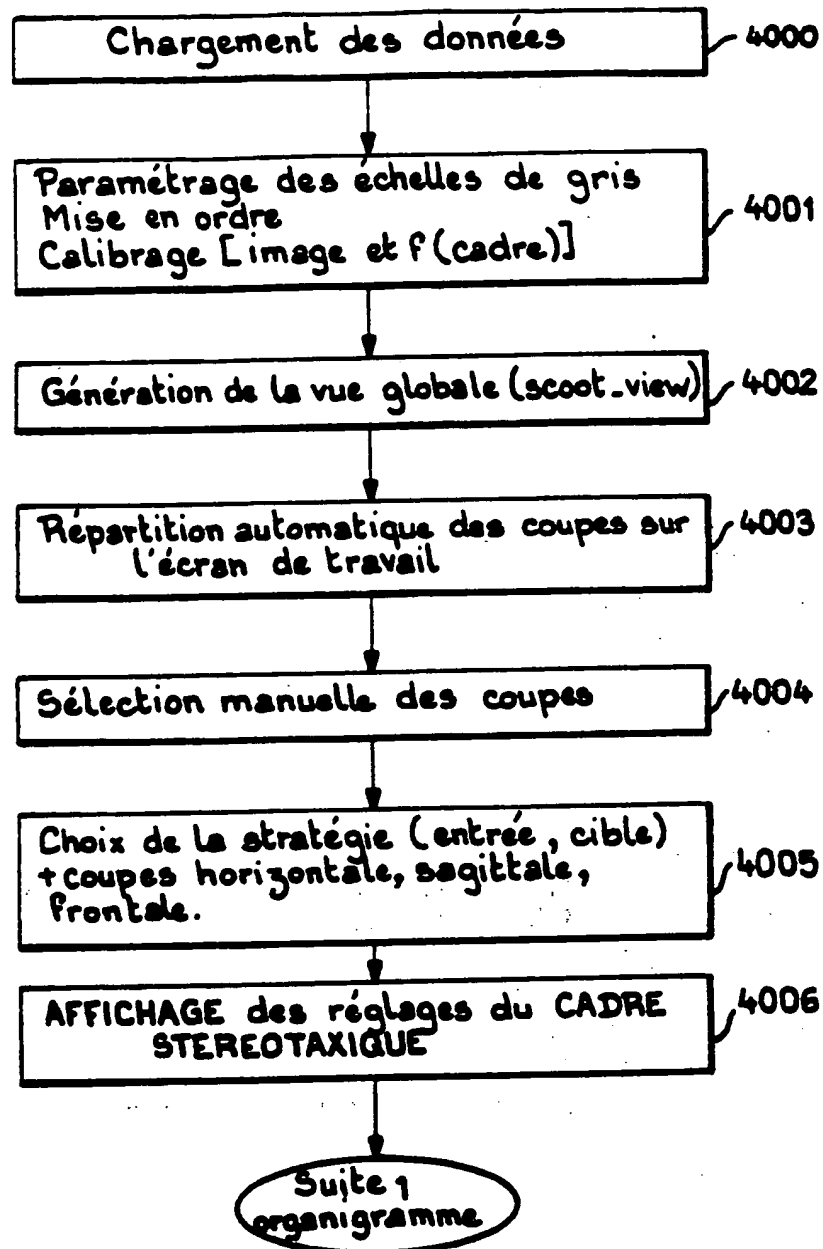 Chargement des données
4000
Paramétrage des échelles de gris
Mise en ordre
Calibrage [image et f(cadre)]
4001
Génération de la vue globale (scoot_view)
4002
Répartition automatique des coupes sur
l'écran de travail
4003
Sélection manuelle des coupes
4004
Choix de la stratégie (entrée, cible)
+ coupes horizontale, sagittale,
frontale.
4005
AFFICHAGE des réglages du CADRE
STEREOTAXIQUE
4006
Suite 1
organigramme